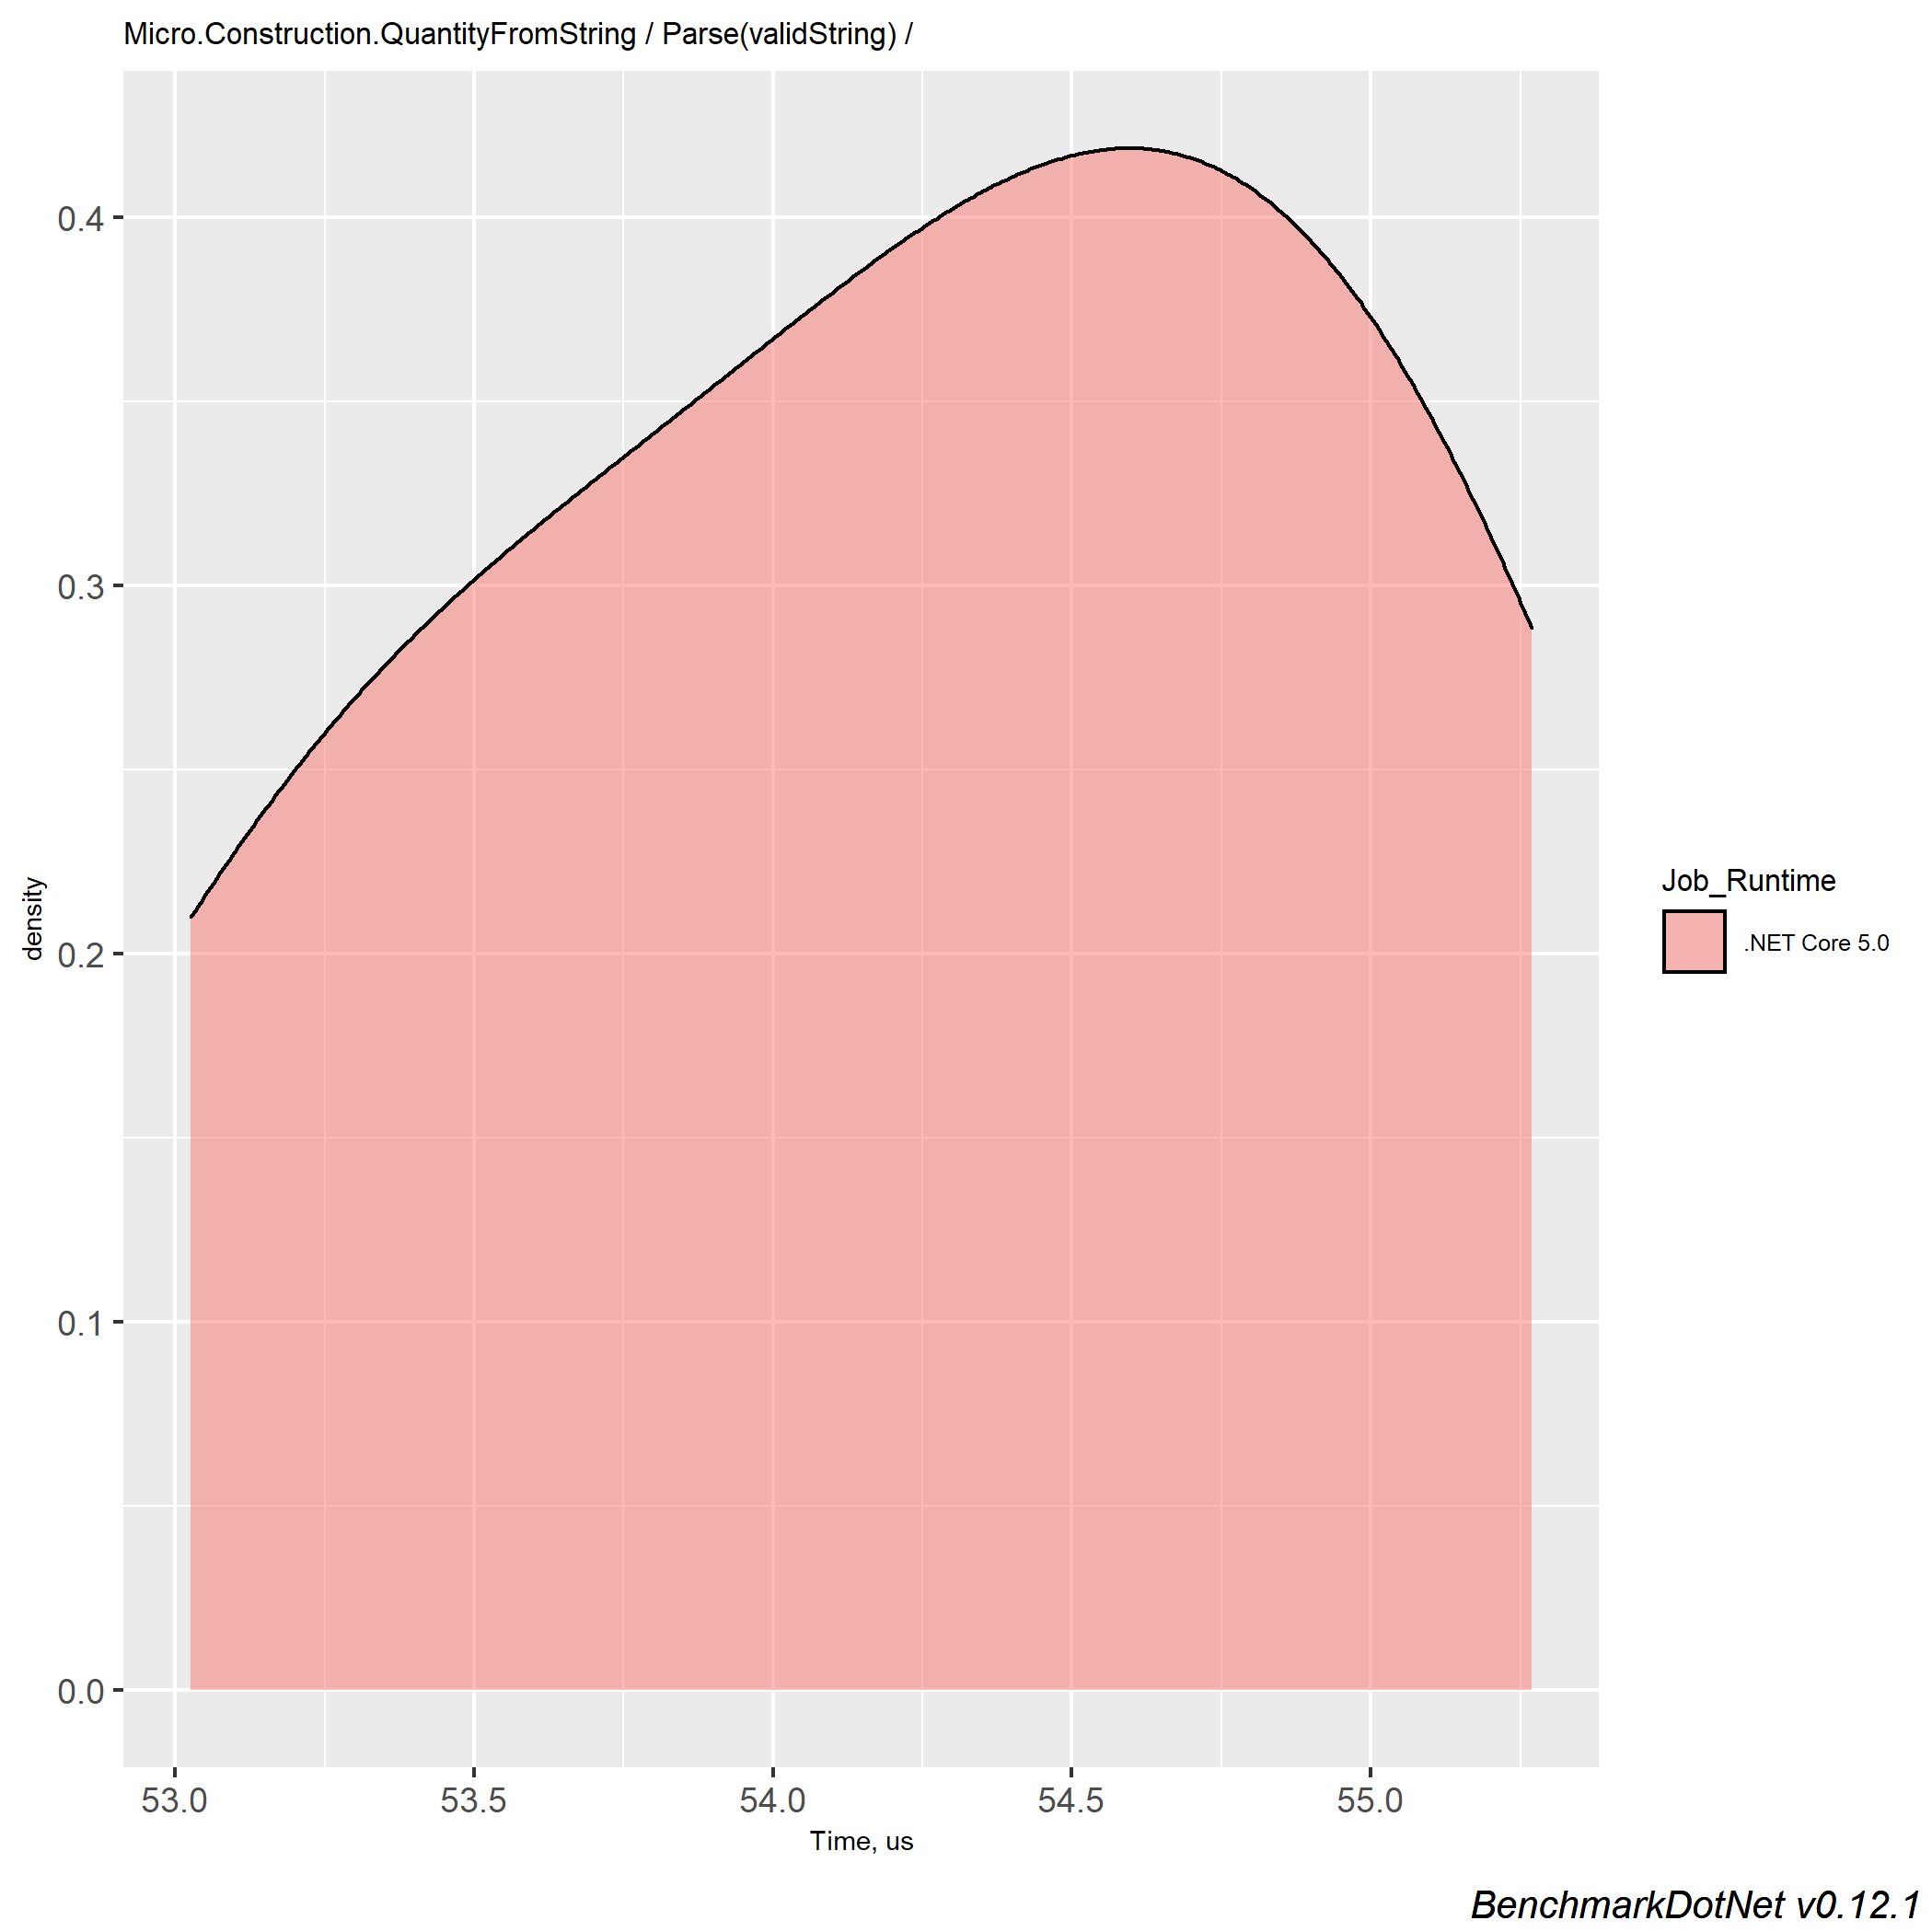 Micro.Construction.QuantityFromString / Parse(validString) /
0.4
0.3
0.2
0.1
0.0
density
53.0 53.5 54.0 54.5 55.0
Time, us
Job_Runtime
.NET Core 5.0
BenchmarkDotNet v0.12.1